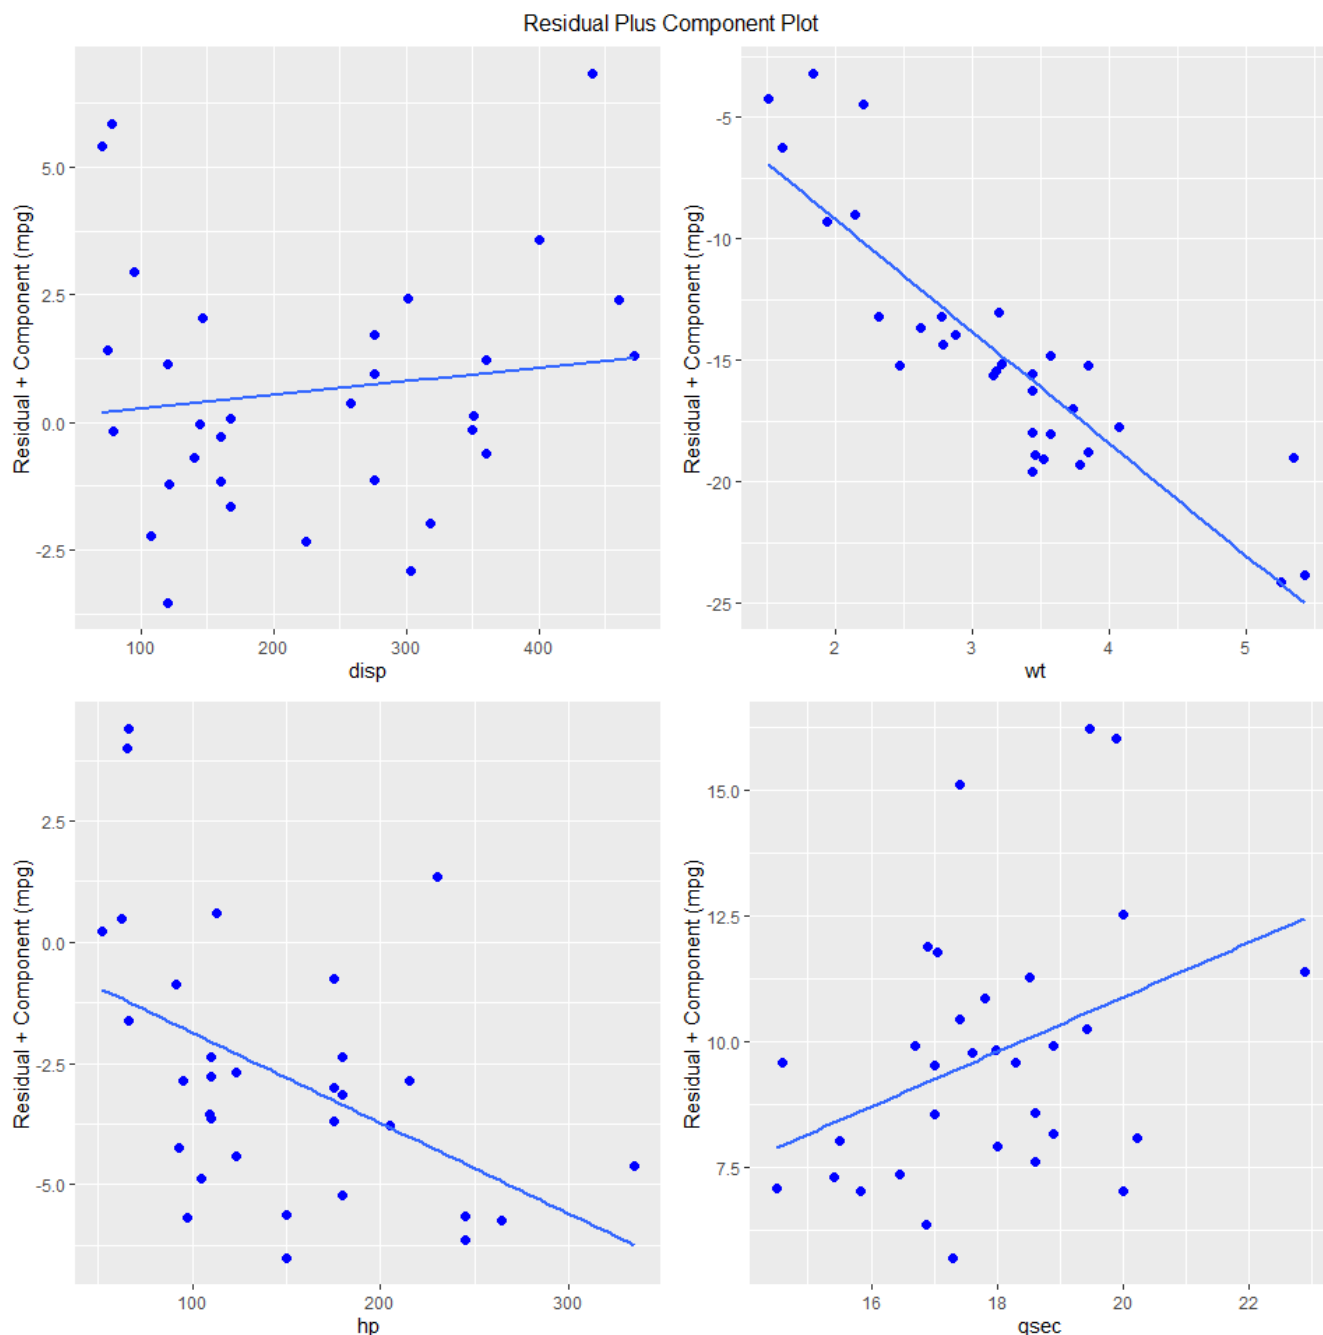 Residual Plus Component Plot
Residual + Component (mpg)
5.0
2.5
0.0
-2.5
100 200 300 400
disp
Residual + Component (mpg)
-5
-10
-15
-20
-25
2 3 4 5
wt
Residual + Component (mpg)
2.5
0.0
-2.5
-5.0
100 200 300
hp
Residual + Component (mpg)
15.0
12.5
10.0
7.5
16 18 20 22
qsec